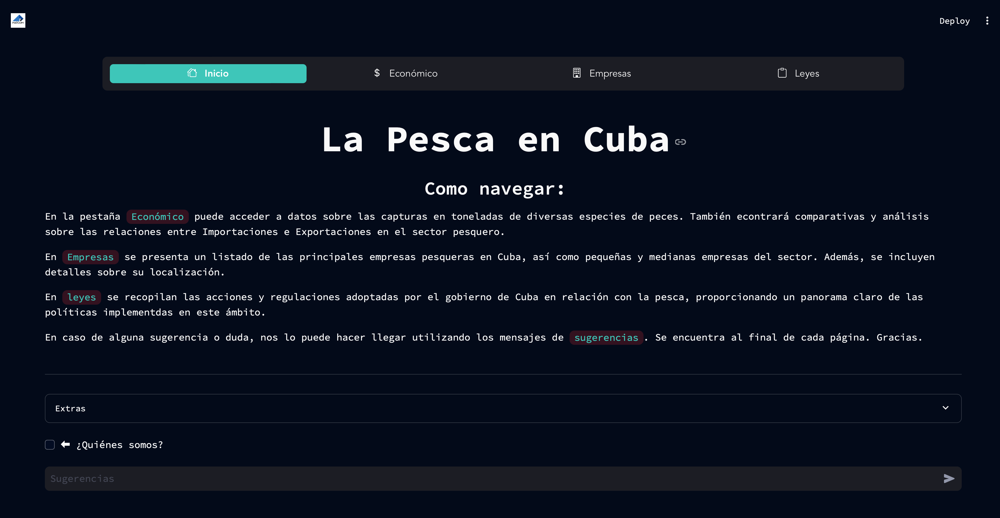 MATCOM
Deploy
Inicio
$ Económico
Empresas
Leyes
La Pesca en Cuba
Como navegar:
En la pestaña Económico puede acceder a datos sobre las capturas en toneladas de diversas especies de peces. También econtrará comparativas y análisis
sobre las relaciones entre Importaciones e Exportaciones en el sector pesquero.
En Empresas se presenta un listado de las principales empresas pesqueras en Cuba, así como pequeñas y medianas empresas del sector. Además, se incluyen
detalles sobre su localización.
En leyes se recopilan las acciones y regulaciones adoptadas por el gobierno de Cuba en relación con la pesca, proporcionando un panorama claro de las
políticas implementdas en este ámbito.
En caso de alguna sugerencia o duda, nos lo puede hacer llegar utilizando los mensajes de sugerencias. Se encuentra al final de cada página. Gracias.
Extras
¿Quiénes somos?
Sugerencias